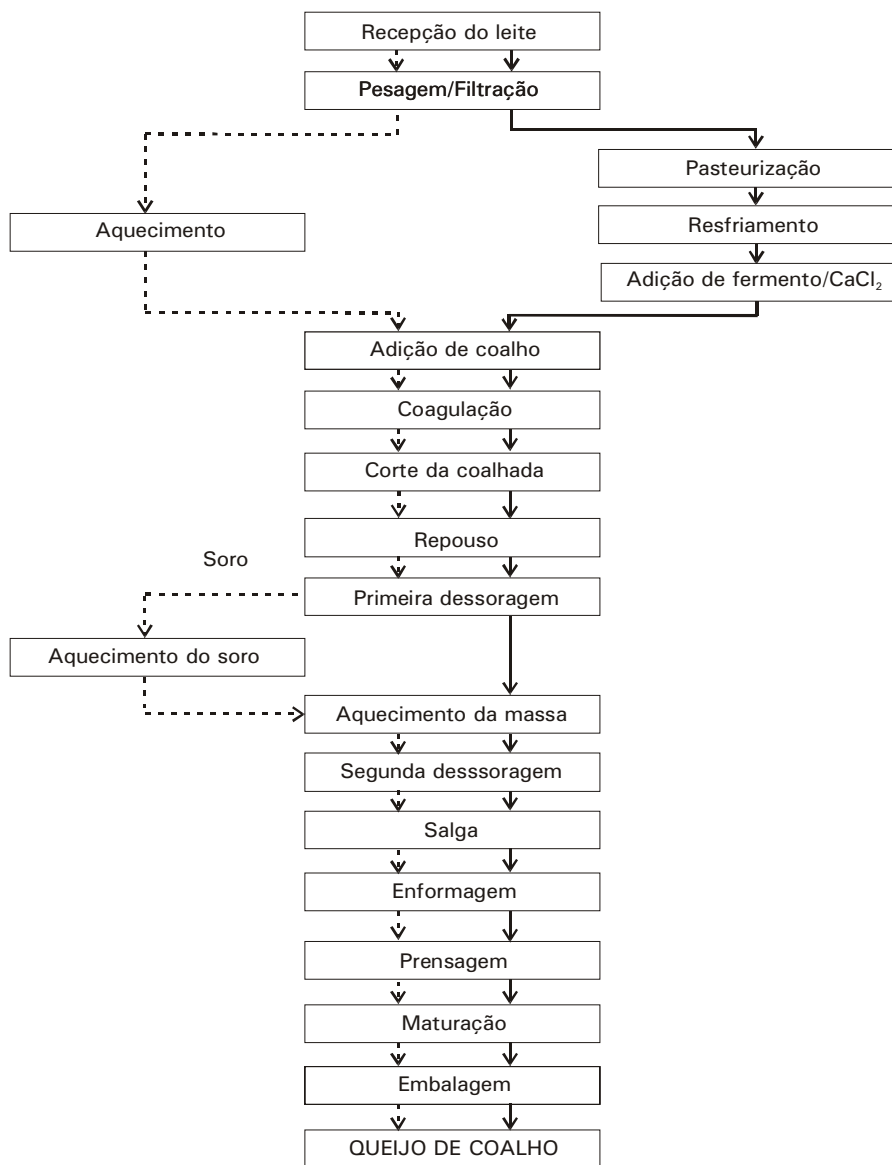 Recepção do leite
Pesagem/Filtração
Pasteurização
Aquecimento
Resfriamento
Adição de fermento/CaCl₂
Adição de coalho
Coagulação
Corte da coalhada
Repouso
Soro
Primeira dessoragem
Aquecimento do soro
Aquecimento da massa
Segunda desssoragem
Salga
Enformagem
Prensagem
Maturação
Embalagem
QUEIJO DE COALHO